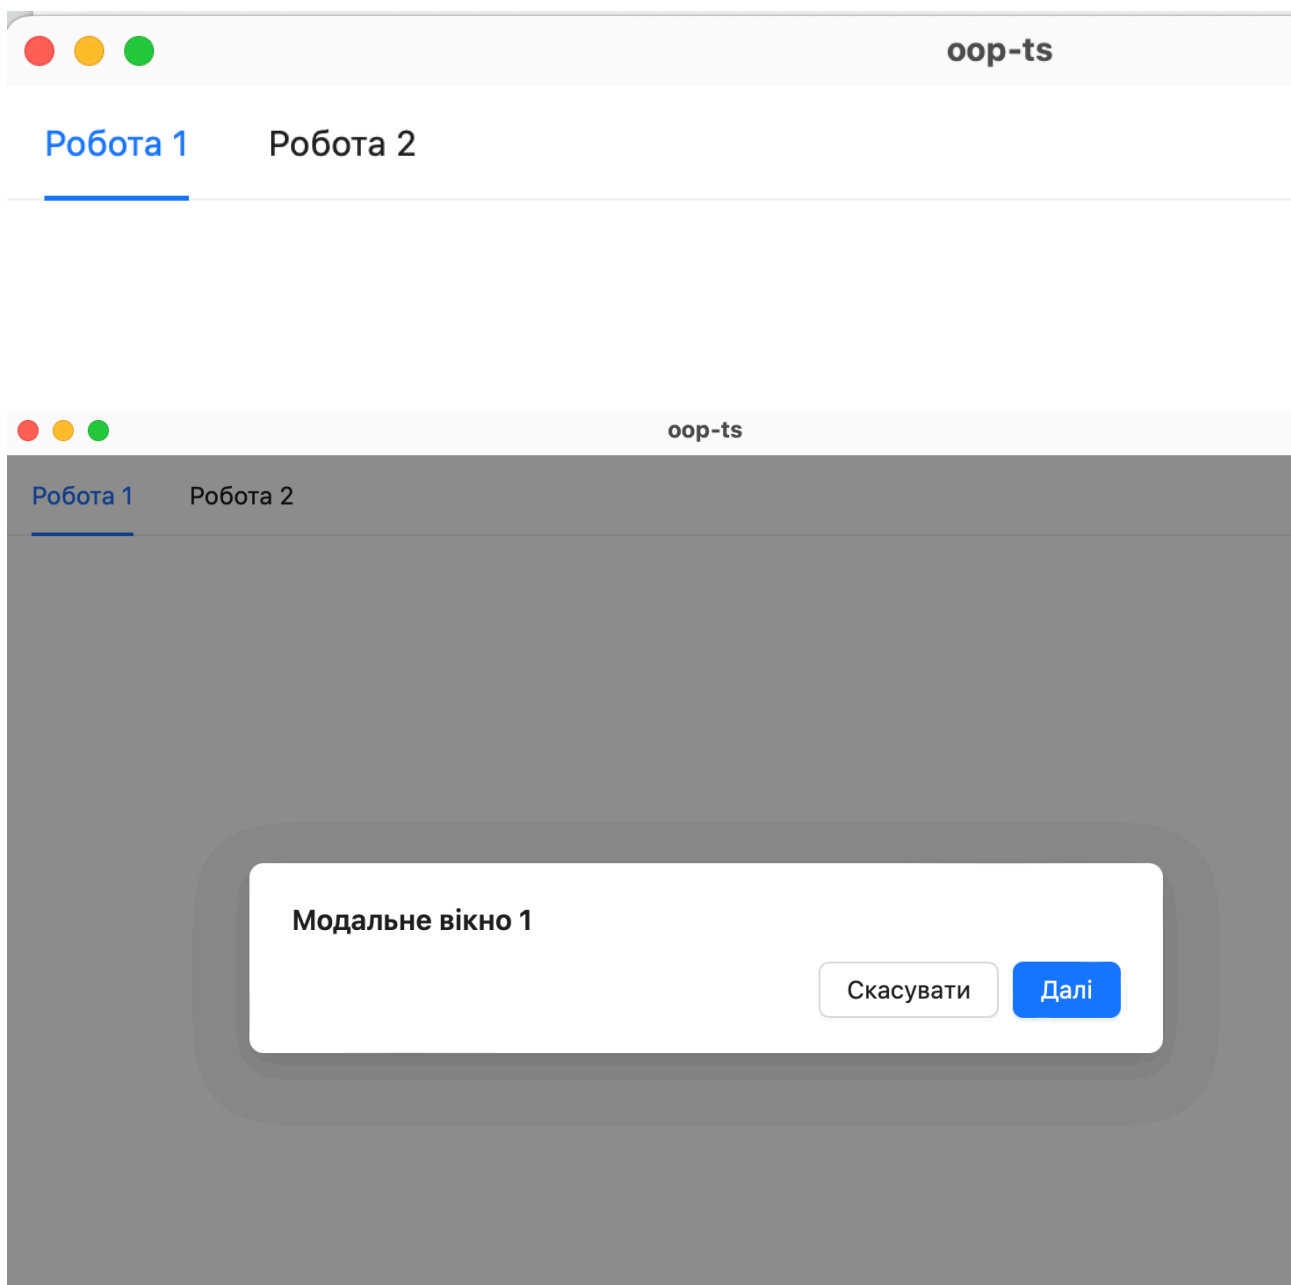 oop-ts
Робота 1 Робота 2
oop-ts
Робота 1 Робота 2
Модальне вікно 1
Скасувати Далі